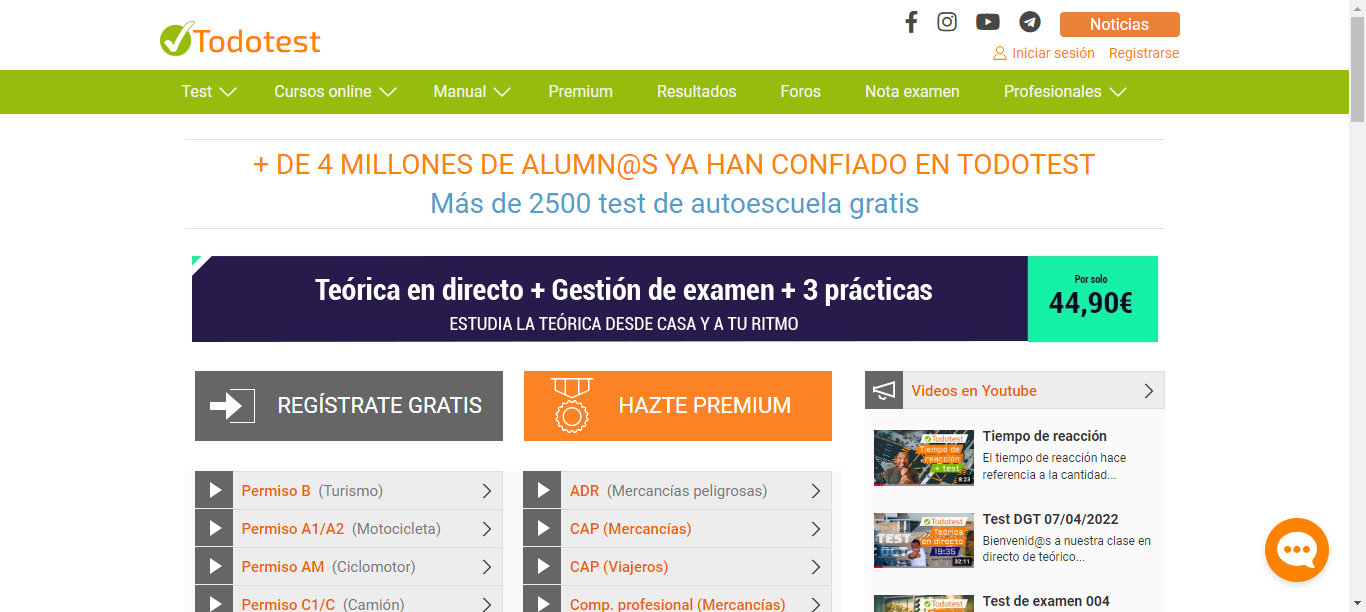 Todotest
Noticias
Iniciar sesión Registrarse
Test Cursos online Manual Premium Resultados Foros Nota examen Profesionales
+ DE 4 MILLONES DE ALUMN@S YA HAN CONFIADO EN TODOTEST
Más de 2500 test de autoescuela gratis
Teórica en directo + Gestión de examen + 3 prácticas
ESTUDIA LA TEÓRICA DESDE CASA Y A TU RITMO
Por solo
44,90€
REGÍSTRATE GRATIS
HAZTE PREMIUM
Permiso B (Turismo)
Permiso A1/A2 (Motocicleta)
Permiso AM (Ciclomotor)
Permiso C1/C (Camión)
ADR (Mercancías peligrosas)
CAP (Mercancías)
CAP (Viajeros)
Comp. profesional (Mercancías)
Videos en Youtube
Todotest
Tiempo de
reacción
+ test
8:23
Tiempo de reacción
El tiempo de reacción hace
referencia a la cantidad...
Todotest
TEST
DGT
Teórica
en directo
19:35
32:11
Test DGT 07/04/2022
Bienvenid@s a nuestra clase en
directo de teórico...
Todotest
Test de examen 004